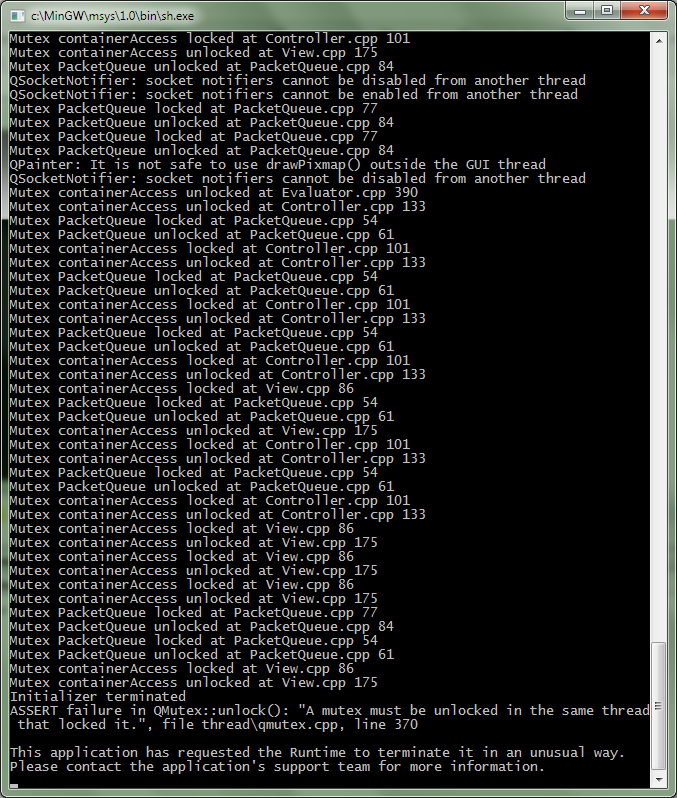 c:\MinGW\msys\1.0\bin\sh.exe
Mutex containerAccess locked at Controller.cpp 101
Mutex containerAccess unlocked at View.cpp 175
Mutex PacketQueue unlocked at PacketQueue.cpp 84
QSocketNotifier: socket notifiers cannot be disabled from another thread
QSocketNotifier: socket notifiers cannot be enabled from another thread
Mutex PacketQueue locked at PacketQueue.cpp 77
Mutex PacketQueue unlocked at PacketQueue.cpp 84
Mutex PacketQueue locked at PacketQueue.cpp 77
Mutex PacketQueue unlocked at PacketQueue.cpp 84
QPainter: It is not safe to use drawPixmap() outside the GUI thread
QSocketNotifier: socket notifiers cannot be disabled from another thread
Mutex containerAccess unlocked at Evaluator.cpp 390
Mutex containerAccess unlocked at Controller.cpp 133
Mutex PacketQueue locked at PacketQueue.cpp 54
Mutex PacketQueue unlocked at PacketQueue.cpp 61
Mutex containerAccess locked at Controller.cpp 101
Mutex containerAccess unlocked at Controller.cpp 133
Mutex PacketQueue locked at PacketQueue.cpp 54
Mutex PacketQueue unlocked at PacketQueue.cpp 61
Mutex containerAccess locked at Controller.cpp 101
Mutex containerAccess unlocked at Controller.cpp 133
Mutex PacketQueue locked at PacketQueue.cpp 54
Mutex PacketQueue unlocked at PacketQueue.cpp 61
Mutex containerAccess locked at Controller.cpp 101
Mutex containerAccess unlocked at Controller.cpp 133
Mutex containerAccess locked at View.cpp 86
Mutex PacketQueue locked at PacketQueue.cpp 54
Mutex PacketQueue unlocked at PacketQueue.cpp 61
Mutex containerAccess unlocked at View.cpp 175
Mutex containerAccess locked at Controller.cpp 101
Mutex containerAccess unlocked at Controller.cpp 133
Mutex PacketQueue locked at PacketQueue.cpp 54
Mutex PacketQueue unlocked at PacketQueue.cpp 61
Mutex containerAccess locked at Controller.cpp 101
Mutex containerAccess unlocked at Controller.cpp 133
Mutex containerAccess locked at View.cpp 86
Mutex containerAccess unlocked at View.cpp 175
Mutex containerAccess locked at View.cpp 86
Mutex containerAccess unlocked at View.cpp 175
Mutex containerAccess locked at View.cpp 86
Mutex containerAccess unlocked at View.cpp 175
Mutex PacketQueue locked at PacketQueue.cpp 77
Mutex PacketQueue unlocked at PacketQueue.cpp 84
Mutex PacketQueue locked at PacketQueue.cpp 54
Mutex PacketQueue unlocked at PacketQueue.cpp 61
Mutex containerAccess locked at View.cpp 86
Mutex containerAccess unlocked at View.cpp 175
Initializer terminated
ASSERT failure in QMutex::unlock(): "A mutex must be unlocked in the same thread
that locked it.", file thread\qmutex.cpp, line 370
This application has requested the Runtime to terminate it in an unusual way.
Please contact the application's support team for more information.